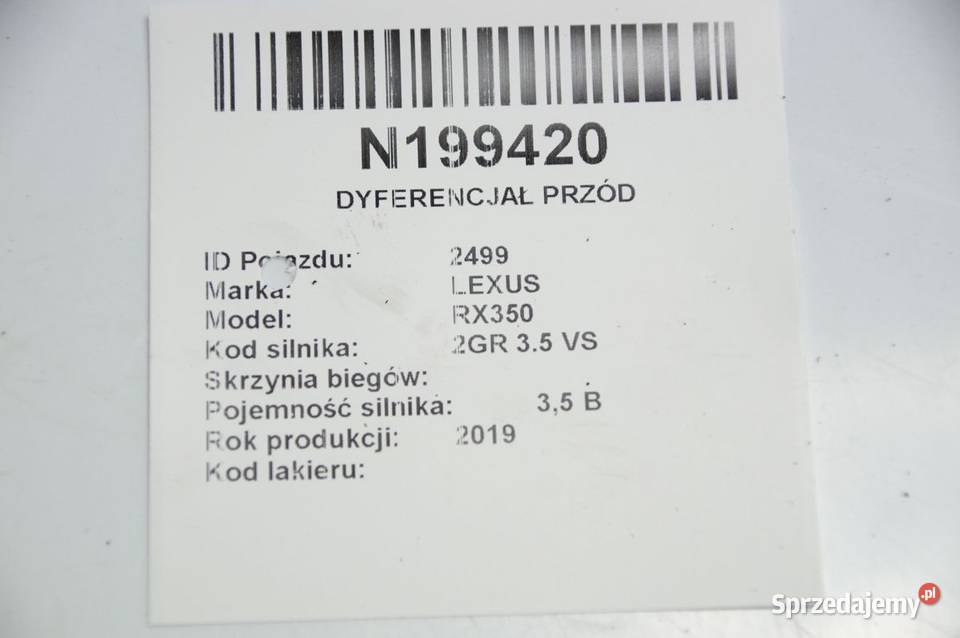 N199420
DYFERENCJAŁ PRZÓD
ID Pojazdu: 2499
Marka: LEXUS
Model: RX350
Kod silnika: 2GR 3.5 VS
Skrzynia biegów:
Pojemność silnika: 3,5 B
Rok produkcji: 2019
Kod lakieru:
Sprzedajemy.pl